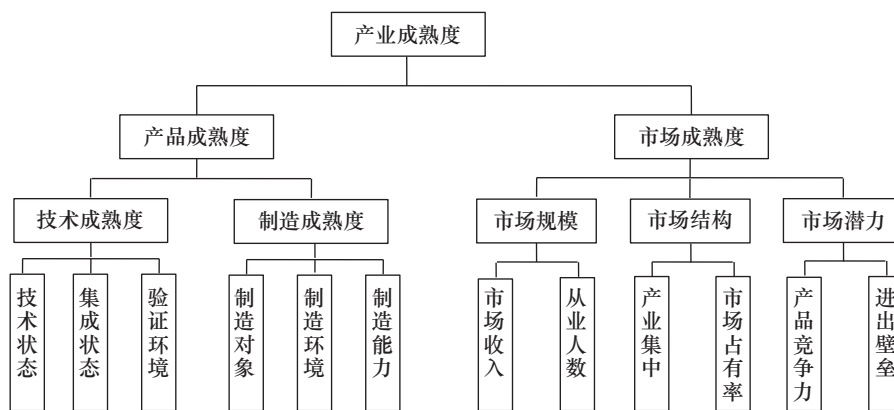 产业成熟度
产品成熟度
市场成熟度
技术成熟度
制造成熟度
市场规模
市场结构
市场潜力
技术状态
集成状态
验证环境
制造对象
制造环境
制造能力
市场收入
从业人数
产业集中
市场占有率
产品竞争力
进出壁垒